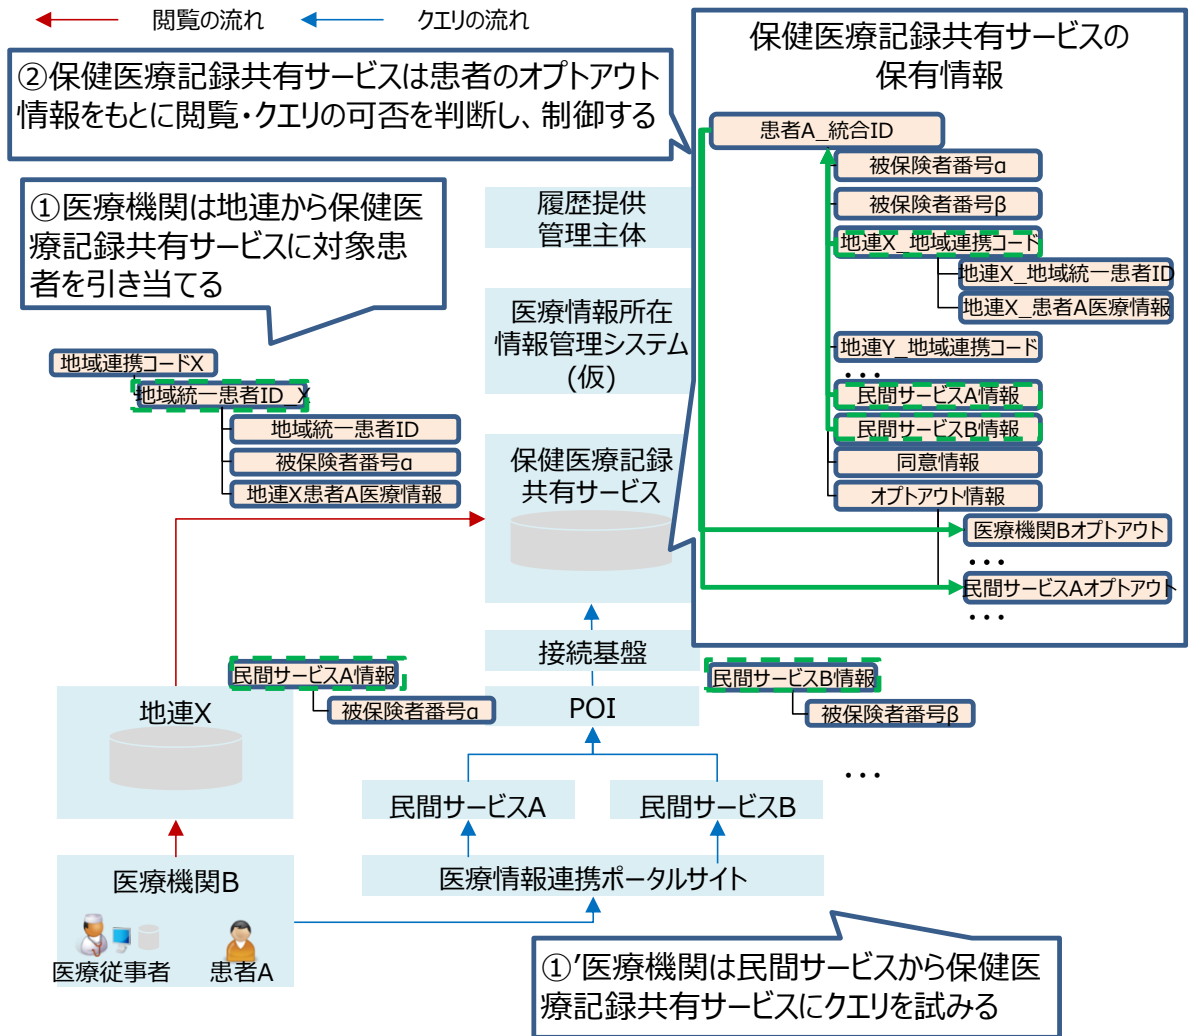 閲覧の流れ
クエリの流れ
②保健医療記録共有サービスは患者のオプトアウト
情報をもとに閲覧・クエリの可否を判断し、制御する
保健医療記録共有サービスの
保有情報
患者A_統合ID
被保険者番号α
被保険者番号β
地連X_地域連携コード
地連X_地域統一患者ID
地連X_患者A医療情報
地連Y_地域連携コード
・・・
民間サービスA情報
民間サービスB情報
同意情報
オプトアウト情報
医療機関Bオプトアウト
・・・
民間サービスAオプトアウト
・・・
①医療機関は地連から保健医
療記録共有サービスに対象患
者を引き当てる
履歴提供
管理主体
医療情報所在
情報管理システム
(仮)
地域連携コードX
地域統一患者ID_X
地域統一患者ID
被保険者番号α
地連X患者A医療情報
保健医療記録
共有サービス
接続基盤
民間サービスA情報
被保険者番号α
民間サービスB情報
被保険者番号β
地連X
POI
・・・
民間サービスA
民間サービスB
医療機関B
医療情報連携ポータルサイト
医療従事者
患者A
①’医療機関は民間サービスから保健医
療記録共有サービスにクエリを試みる